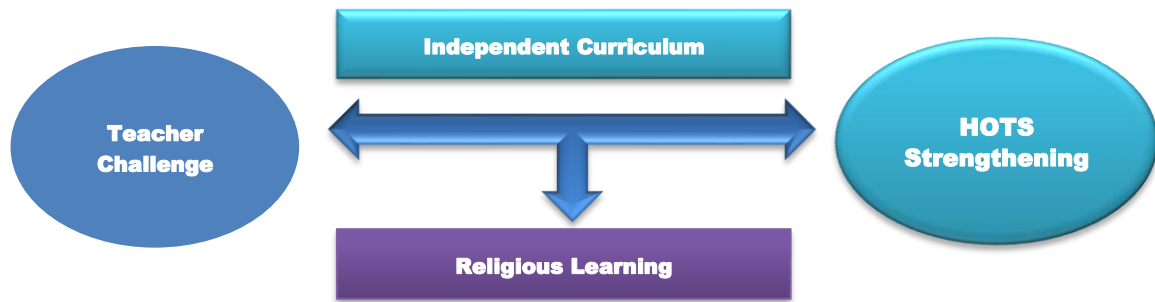 Independent Curriculum
Teacher
Challenge
HOTS
Strengthening
Religious Learning